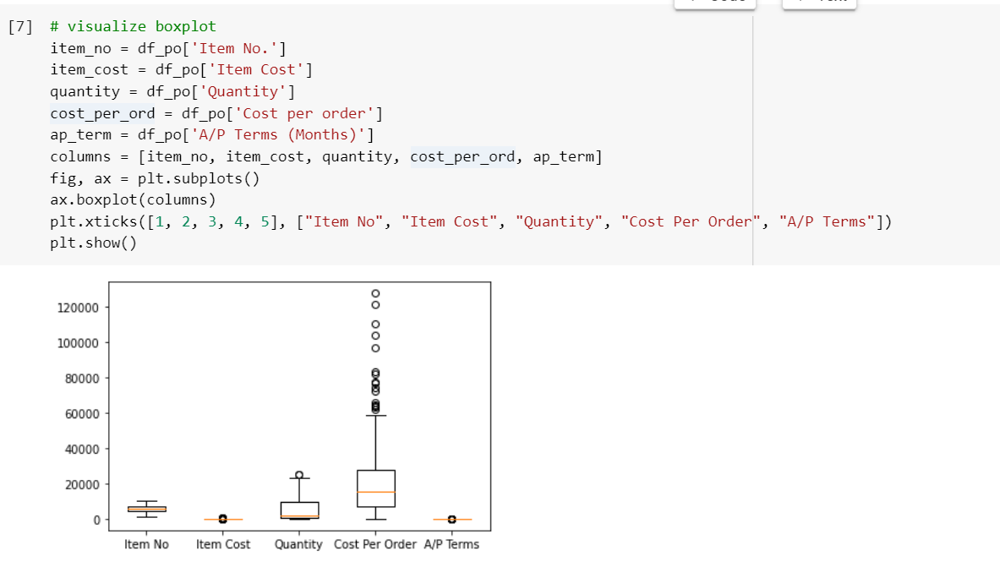 [7] # visualize boxplot
item_no = df_po['Item No.']
item_cost = df_po['Item Cost']
quantity = df_po['Quantity']
cost_per_ord = df_po['Cost per order']
ap_term = df_po['A/P Terms (Months)']
columns = [item_no, item_cost, quantity, cost_per_ord, ap_term]
fig, ax = plt.subplots()
ax.boxplot(columns)
plt.xticks([1, 2, 3, 4, 5], ["Item No", "Item Cost", "Quantity", "Cost Per Order", "A/P Terms"])
plt.show()
120000
100000
80000
60000
40000
20000
0
Item No Item Cost Quantity Cost Per Order A/P Terms